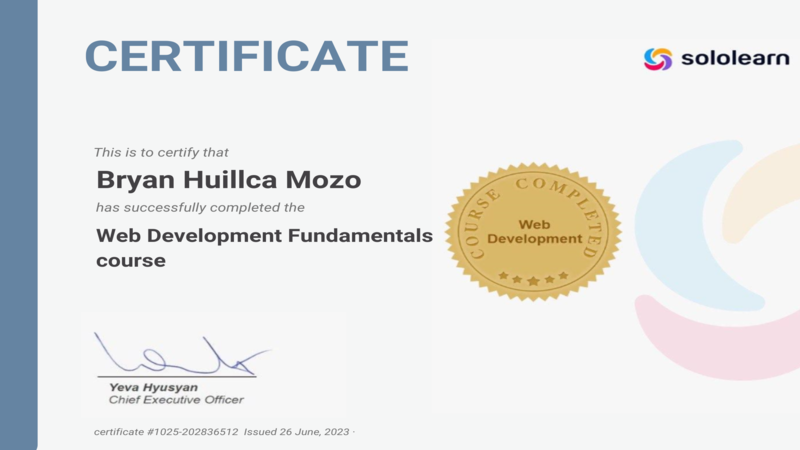 CERTIFICATE
sololearn
This is to certify that
Bryan Huillca Mozo
has successfully completed the
Web Development Fundamentals
course
COURSE COMPLETED
Web
Development
Yeva Hyusyan
Chief Executive Officer
certificate #1025-202836512 Issued 26 June, 2023 ·